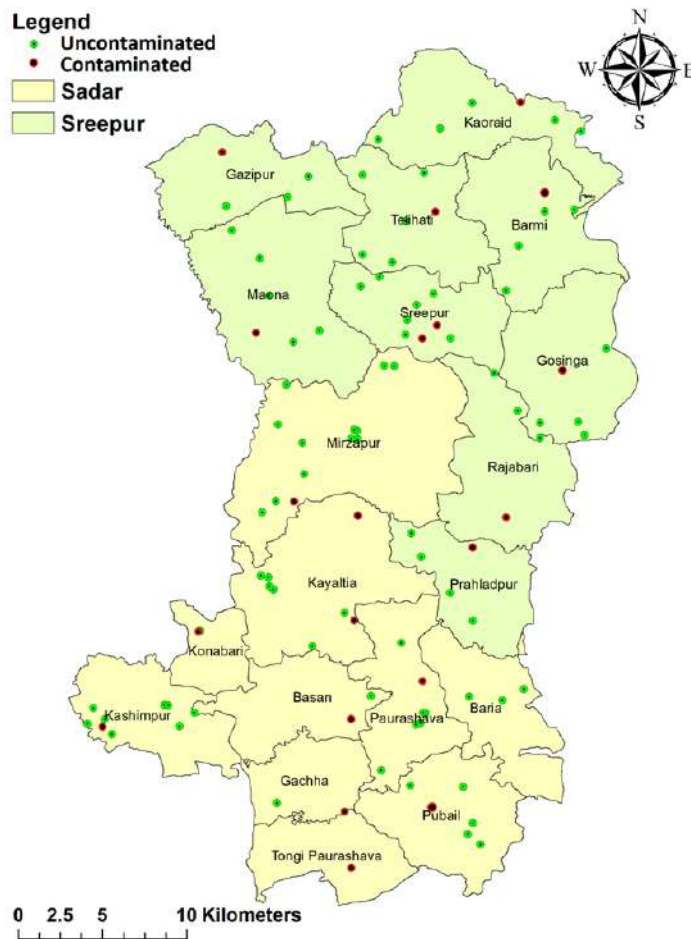 Legend
Uncontaminated
Contaminated
Sadar
Sreepur
N
W
E
S
Kaoraid
Gazipur
Telihati
Barmi
Maona
Sreepur
Gosinga
Mirzapur
Rajabari
Kayaltia
Prahladpur
Konabari
Basan
Baria
Kashimpur
Paurashava
Gachha
Pubail
Tongi Paurashava
0 2.5 5 10 Kilometers